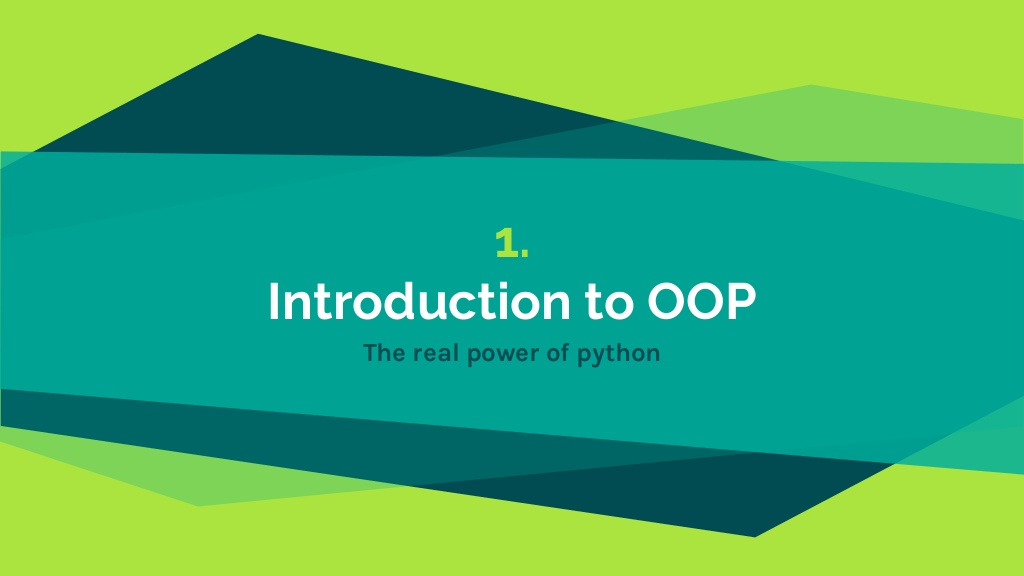 1.
Introduction to OOP
The real power of python